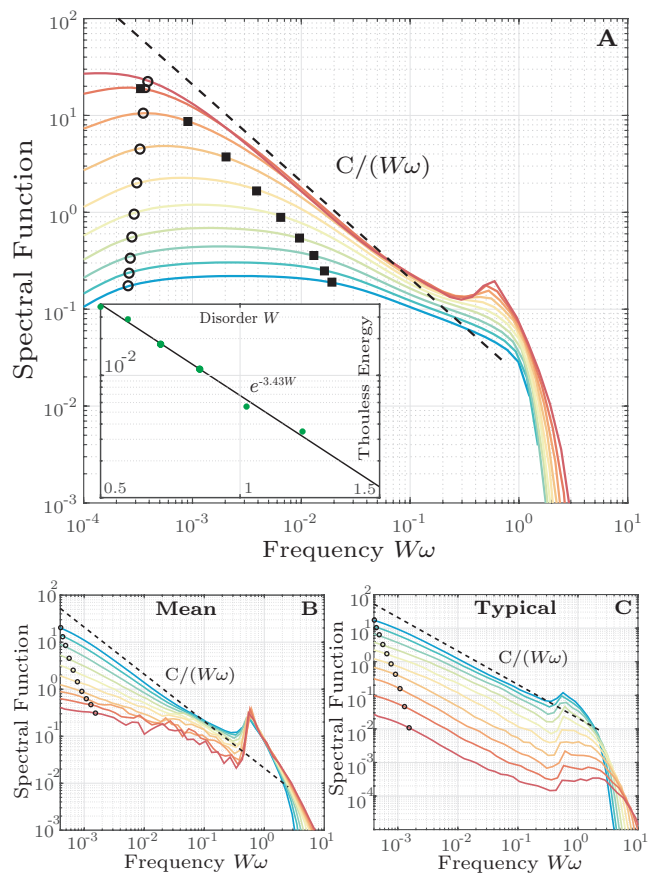 A
10^2
10^1
10^0
10^-1
10^-2
10^-3
Spectral Function
C/(Wω)
Disorder W
10^-2
e^-3.43W
Thouless Energy
0.5
1
1.5
10^-4
10^-3
10^-2
10^-1
10^0
10^1
Frequency Wω
Mean
B
10^2
10^1
10^0
10^-1
10^-2
10^-3
Spectral Function
C/(Wω)
10^-3
10^-2
10^-1
10^0
10^1
Frequency Wω
Typical
C
10^2
10^1
10^0
10^-1
10^-2
10^-3
10^-4
Spectral Function
C/(Wω)
10^-3
10^-2
10^-1
10^0
10^1
Frequency Wω